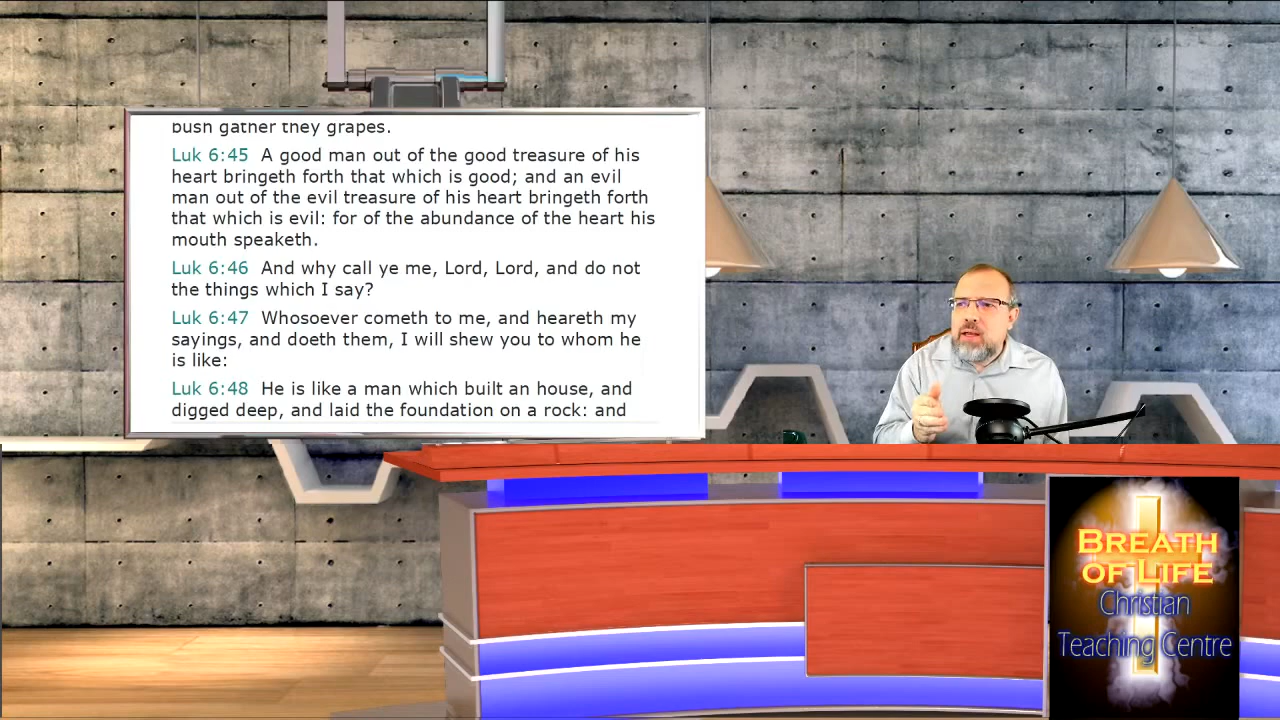 bush gather they grapes.
Luk 6:45 A good man out of the good treasure of his
heart bringeth forth that which is good; and an evil
man out of the evil treasure of his heart bringeth forth
that which is evil: for of the abundance of the heart his
mouth speaketh.
Luk 6:46 And why call ye me, Lord, Lord, and do not
the things which I say?
Luk 6:47 Whosoever cometh to me, and heareth my
sayings, and doeth them, I will shew you to whom he
is like:
Luk 6:48 He is like a man which built an house, and
digged deep, and laid the foundation on a rock: and
BREATH
OF LIFE
Christian
Teaching Centre